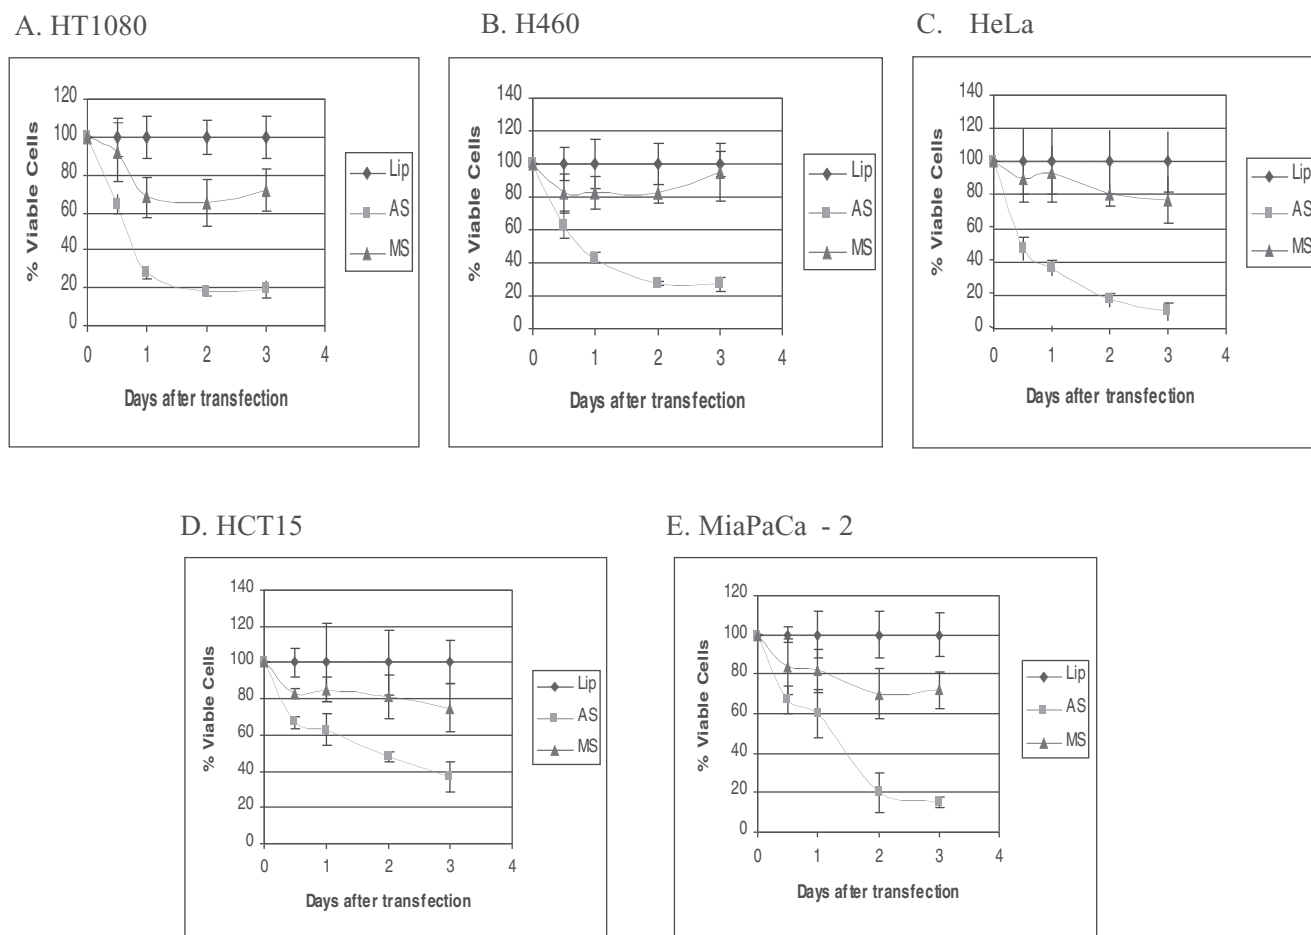 A. HT1080
B. H460
C. HeLa
120
100
80
60
40
20
0
% Viable Cells
0 1 2 3 4
Days after transfection
Lip
AS
MS
140
120
100
80
60
40
20
0
% Viable Cells
0 1 2 3 4
Days after transfection
Lip
AS
MS
140
120
100
80
60
40
20
0
% Viable Cells
0 1 2 3 4
Days after transfection
Lip
AS
MS
D. HCT15
E. MiaPaCa - 2
140
120
100
80
60
40
20
0
% Viable Cells
0 1 2 3 4
Days after transfection
Lip
AS
MS
120
100
80
60
40
20
0
% Viable Cells
0 1 2 3 4
Days after transfection
Lip
AS
MS